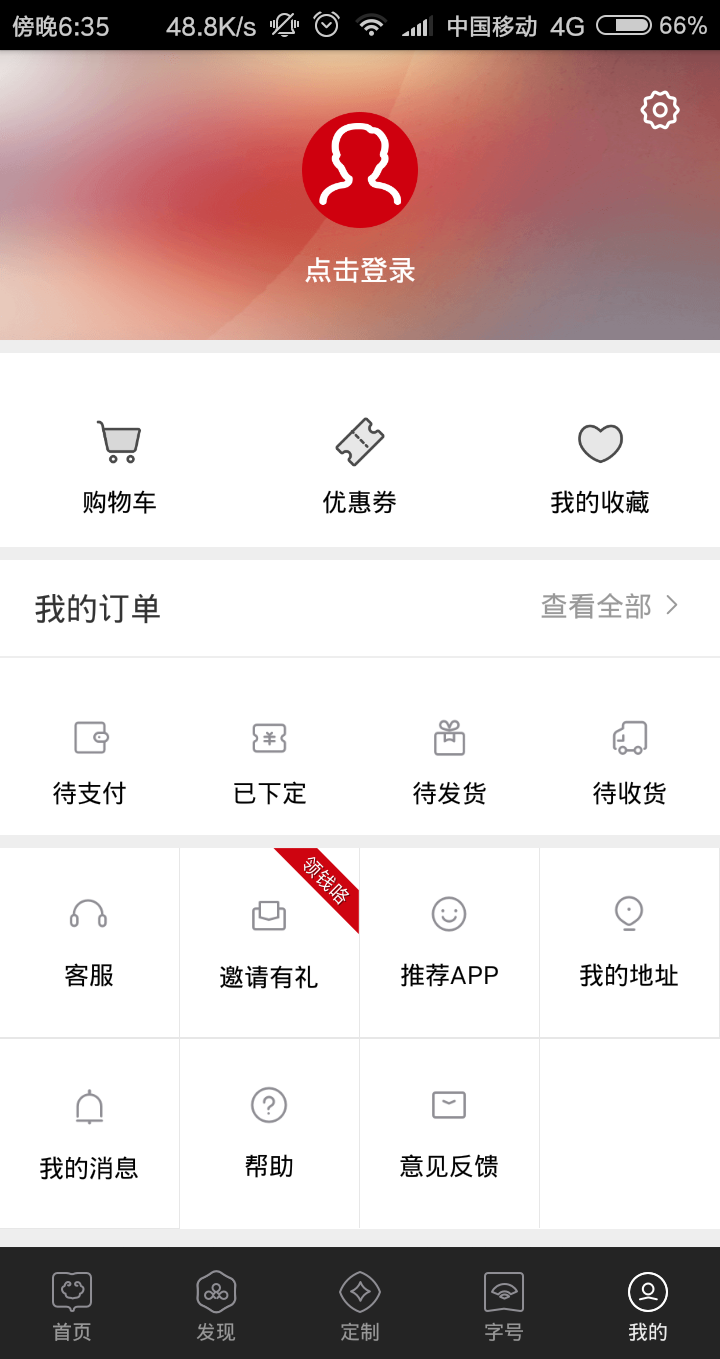 傍晚6:35 48.8K/s 中国移动 4G 66%
点击登录
购物车 优惠券 我的收藏
我的订单 查看全部
待支付 已下定 待发货 待收货
领钱咯
客服 邀请有礼 推荐APP 我的地址
我的消息 帮助 意见反馈
首页 发现 定制 字号 我的